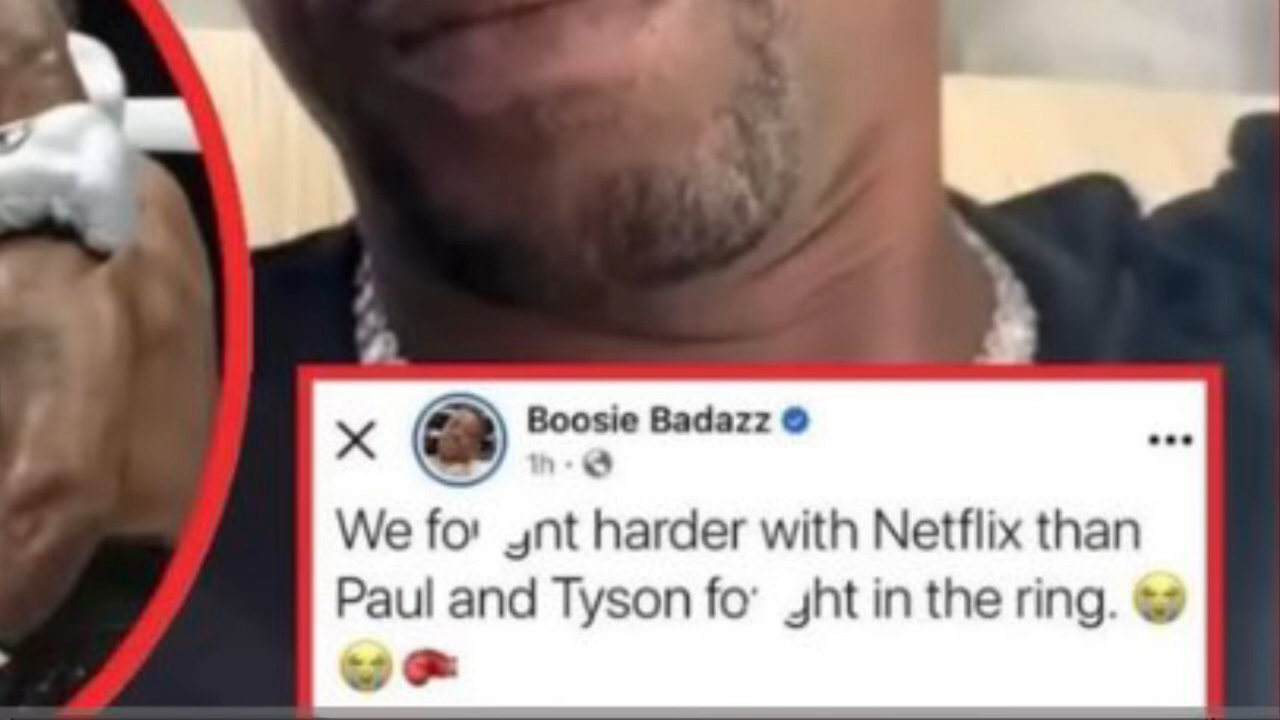 Boosie Badazz
1h
We harder with Netflix than
Paul and Tyson in the ring. 😭
😭🥊